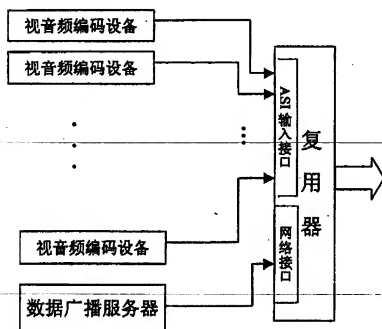 视音频编码设备
视音频编码设备
ASI 输入接口
复用器
视音频编码设备
网络接口
数据广播服务器